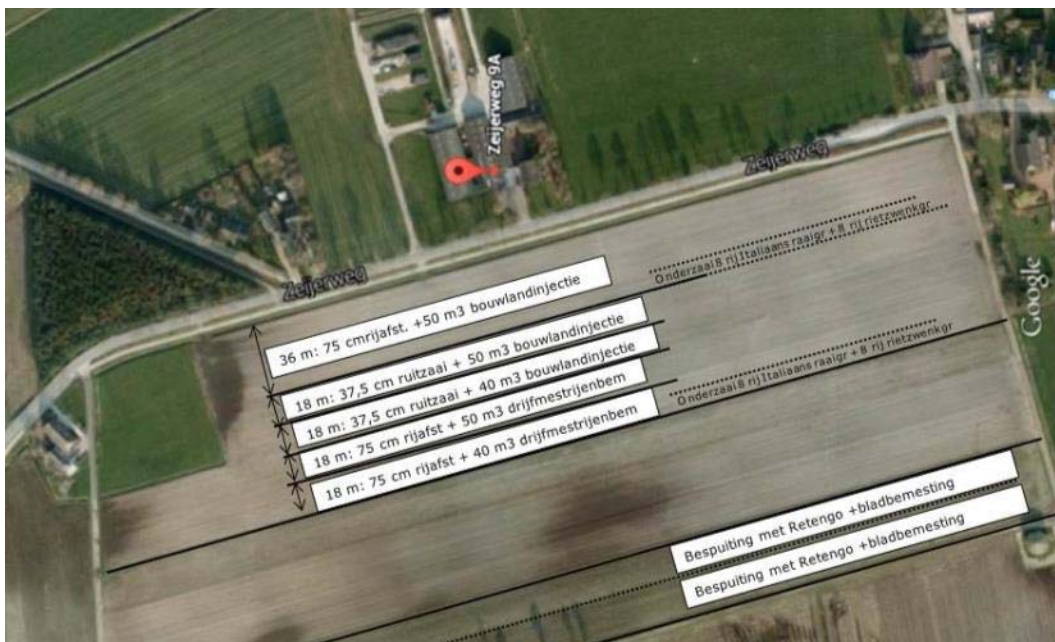 Zeijerweg 9A
Zeijerweg
Onderzaai 8 rij Italiaans raaigr + 8 rij rietzwenkgr
Zeijerweg
36 m: 75 cmrijafst. +50 m3 bouwlandinjectie
Google
18 m: 37,5 cm ruitzaai + 50 m3 bouwlandinjectie
18 m: 37,5 cm ruitzaai + 40 m3 bouwlandinjectie
Onderzaai 8 rij Italiaans raaigr + 8 rij rietzwenkgr
18 m: 75 cm rijafst + 50 m3 drijfmestrijenbem
18 m: 75 cm rijafst + 40 m3 drijfmestrijenbem
Bespuiting met Retengo +bladbemesting
Bespuiting met Retengo +bladbemesting